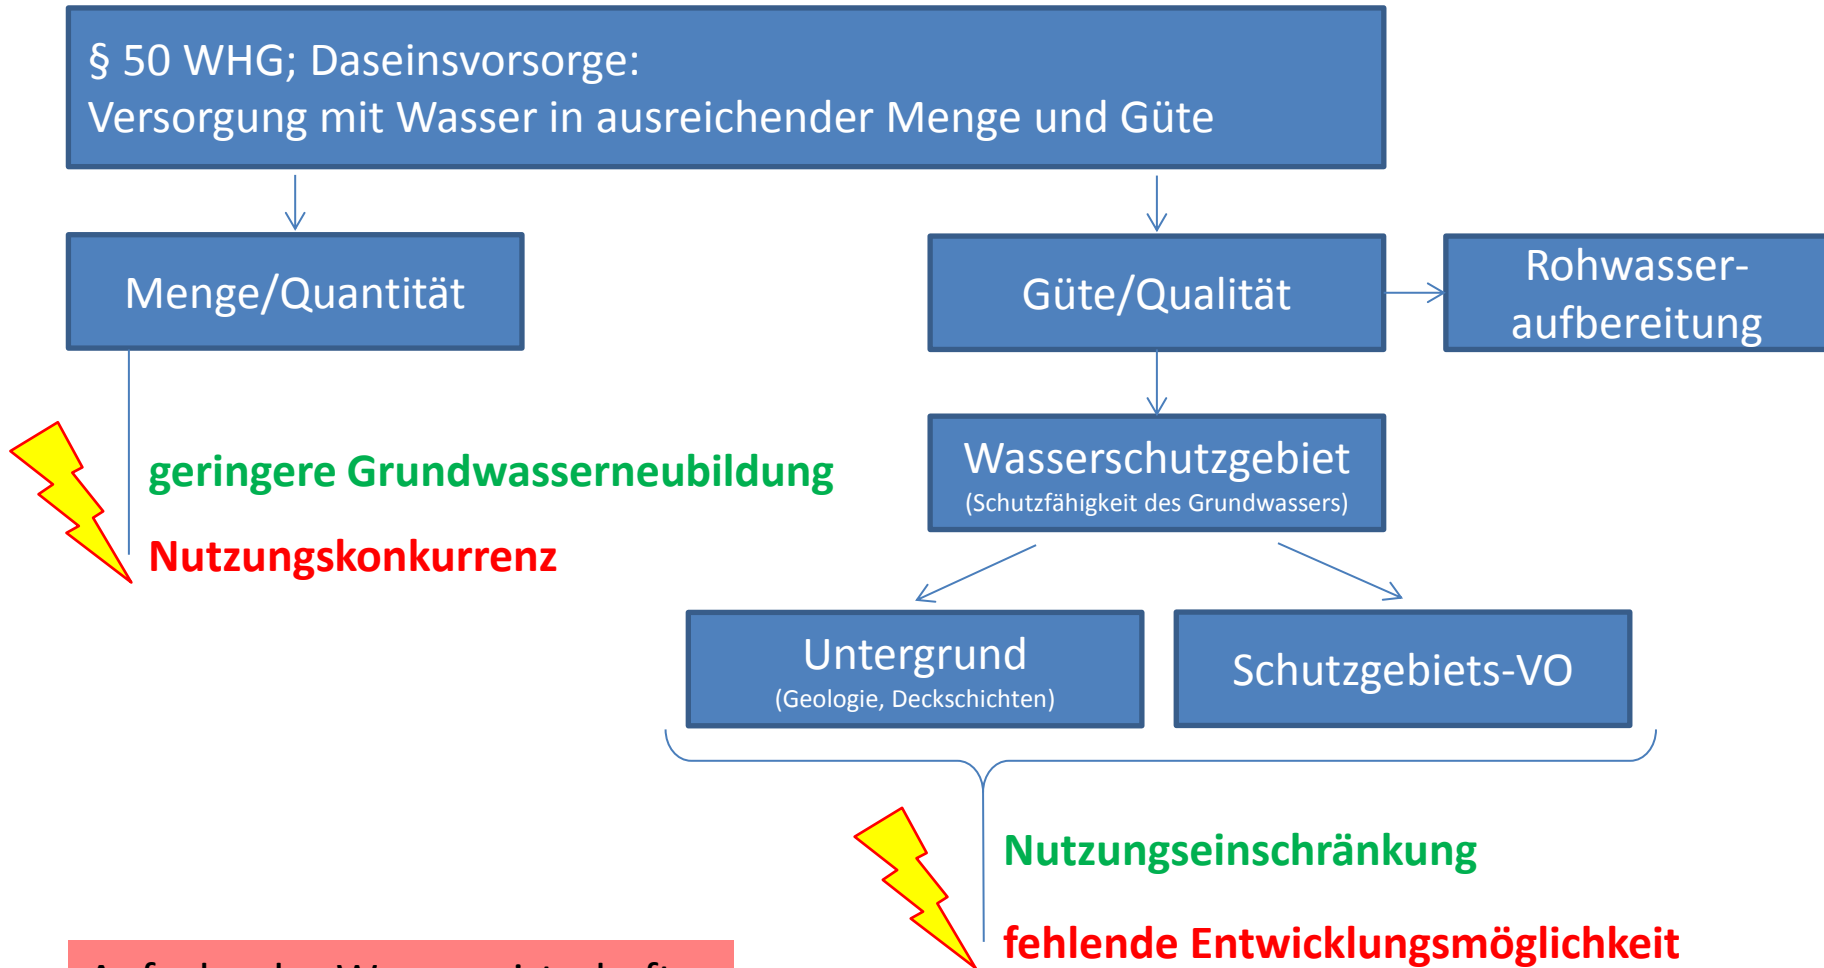 § 50 WHG; Daseinsvorsorge:
Versorgung mit Wasser in ausreichender Menge und Güte
Menge/Quantität
Güte/Qualität
Rohwasser-
aufbereitung
geringere Grundwasserneubildung
Nutzungskonkurrenz
Wasserschutzgebiet
(Schutzfähigkeit des Grundwassers)
Untergrund
(Geologie, Deckschichten)
Schutzgebiets-VO
Nutzungseinschränkung
fehlende Entwicklungsmöglichkeit